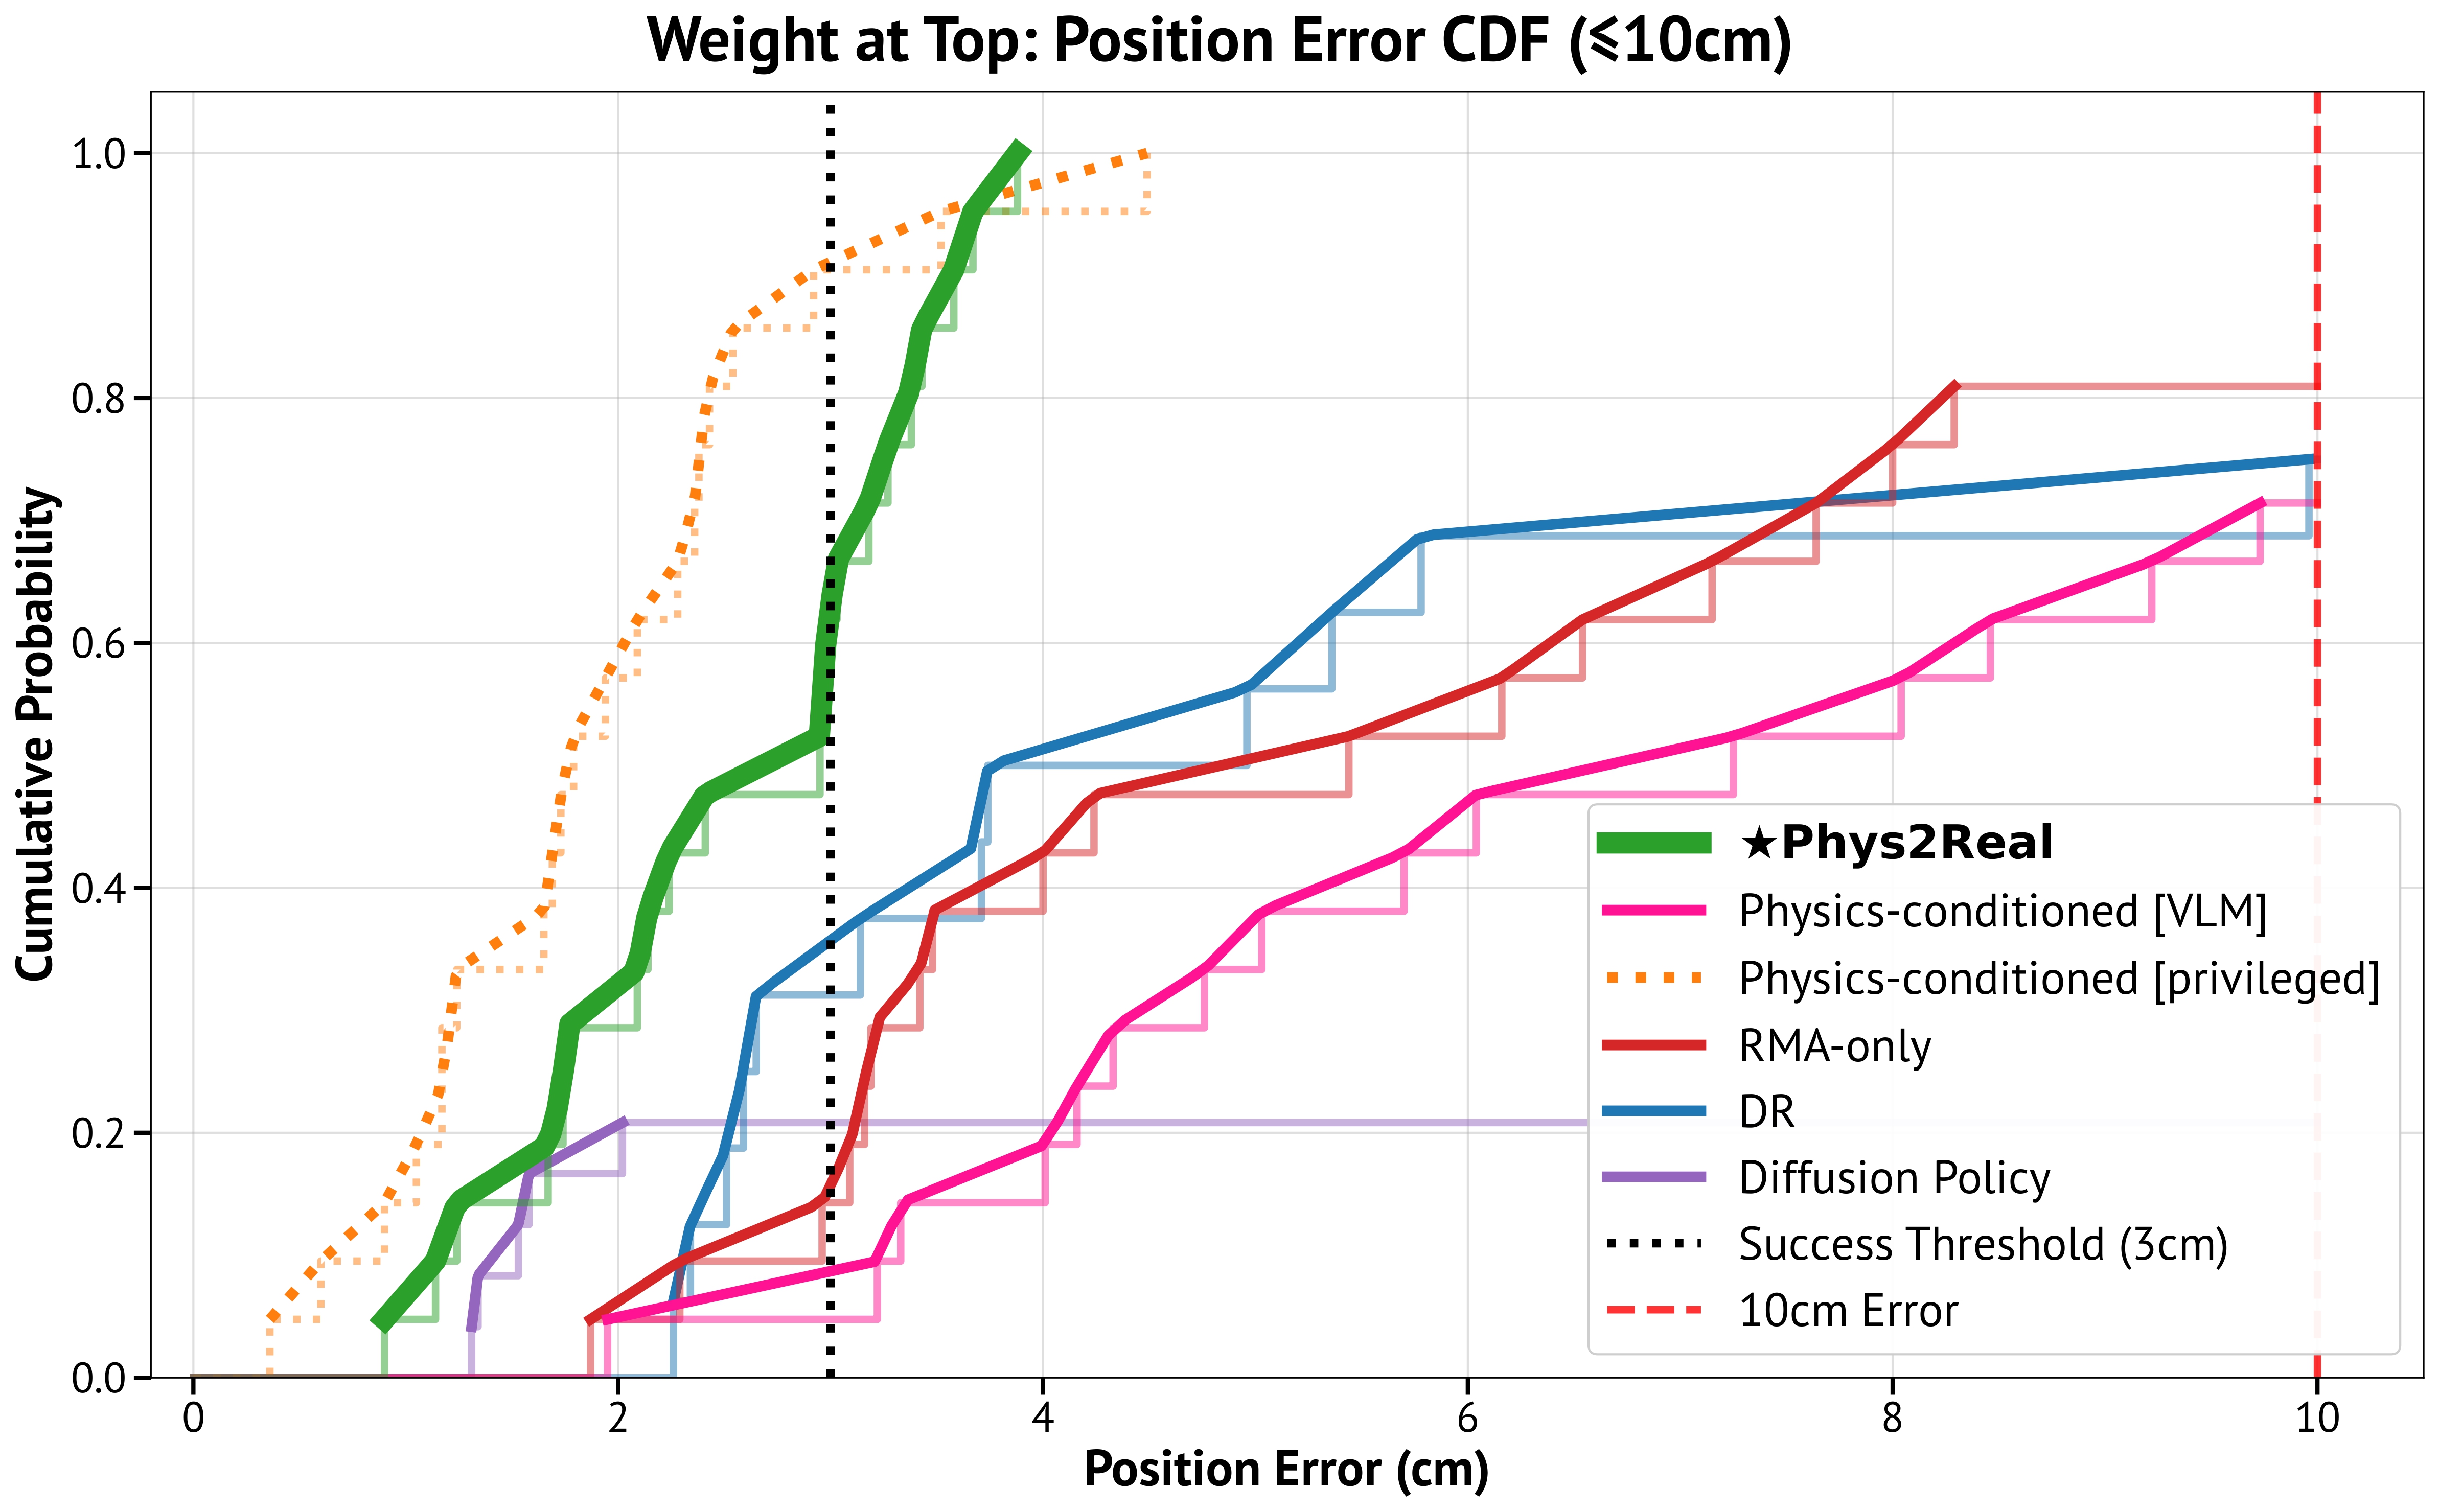 Weight at Top: Position Error CDF (⩽10cm)
Cumulative Probability
1.0
0.8
0.6
0.4
0.2
0.0
0 2 4 6 8 10
Position Error (cm)
★Phys2Real
Physics-conditioned [VLM]
Physics-conditioned [privileged]
RMA-only
DR
Diffusion Policy
Success Threshold (3cm)
10cm Error